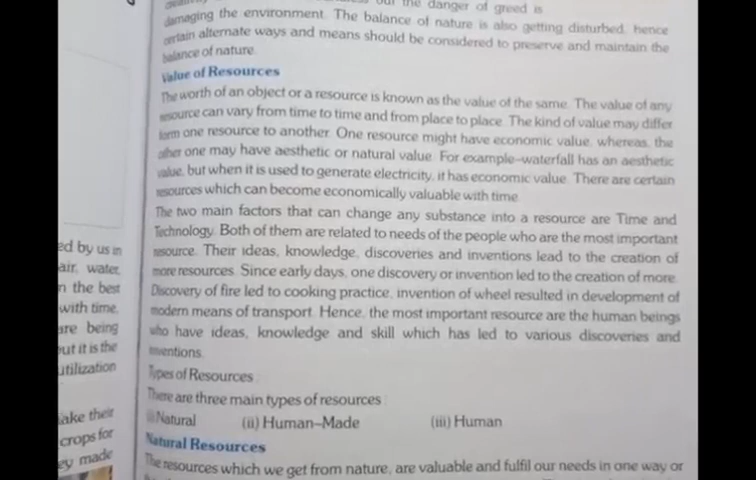 the danger of greed is
damaging the environment. The balance of nature is also getting disturbed, hence
certain alternate ways and means should be considered to preserve and maintain the
balance of nature.
Value of Resources
The worth of an object or a resource is known as the value of the same. The value of any
resource can vary from time to time and from place to place. The kind of value may differ
form one resource to another. One resource might have economic value, whereas, the
other one may have aesthetic or natural value. For example-waterfall has an aesthetic
value, but when it is used to generate electricity, it has economic value. There are certain
resources which can become economically valuable with time.
The two main factors that can change any substance into a resource are Time and
Technology. Both of them are related to needs of the people who are the most important
resource. Their ideas, knowledge, discoveries and inventions lead to the creation of
more resources. Since early days, one discovery or invention led to the creation of more.
Discovery of fire led to cooking practice, invention of wheel resulted in development of
modern means of transport. Hence, the most important resource are the human beings
who have ideas, knowledge and skill which has led to various discoveries and
inventions.
Types of Resources
There are three main types of resources
(i) Natural (ii) Human-Made (iii) Human
Natural Resources
The resources which we get from nature, are valuable and fulfil our needs in one way or
ed by us in
air, water,
n the best
with time,
are being
but it is the
utilization
make their
crops for
ey made